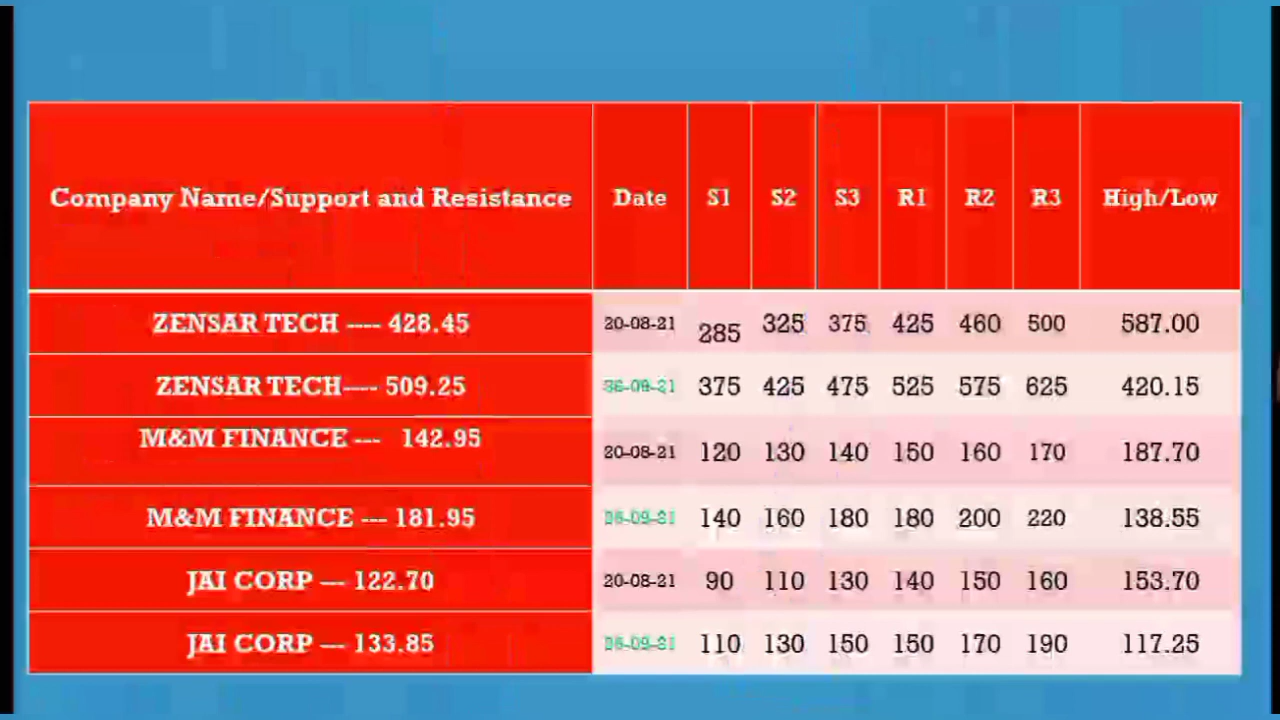 Company Name/Support and Resistance Date S1 S2 S3 R1 R2 R3 High/Low
ZENSAR TECH ---- 428.45 20-08-21 285 325 375 425 460 500 587.00
ZENSAR TECH---- 509.25 375 425 475 525 575 625 420.15
M&M FINANCE --- 142.95 20-08-21 120 130 140 150 160 170 187.70
M&M FINANCE --- 181.95 140 160 180 180 200 220 138.55
JAI CORP --- 122.70 20-08-21 90 110 130 140 150 160 153.70
JAI CORP --- 133.85 110 130 150 150 170 190 117.25